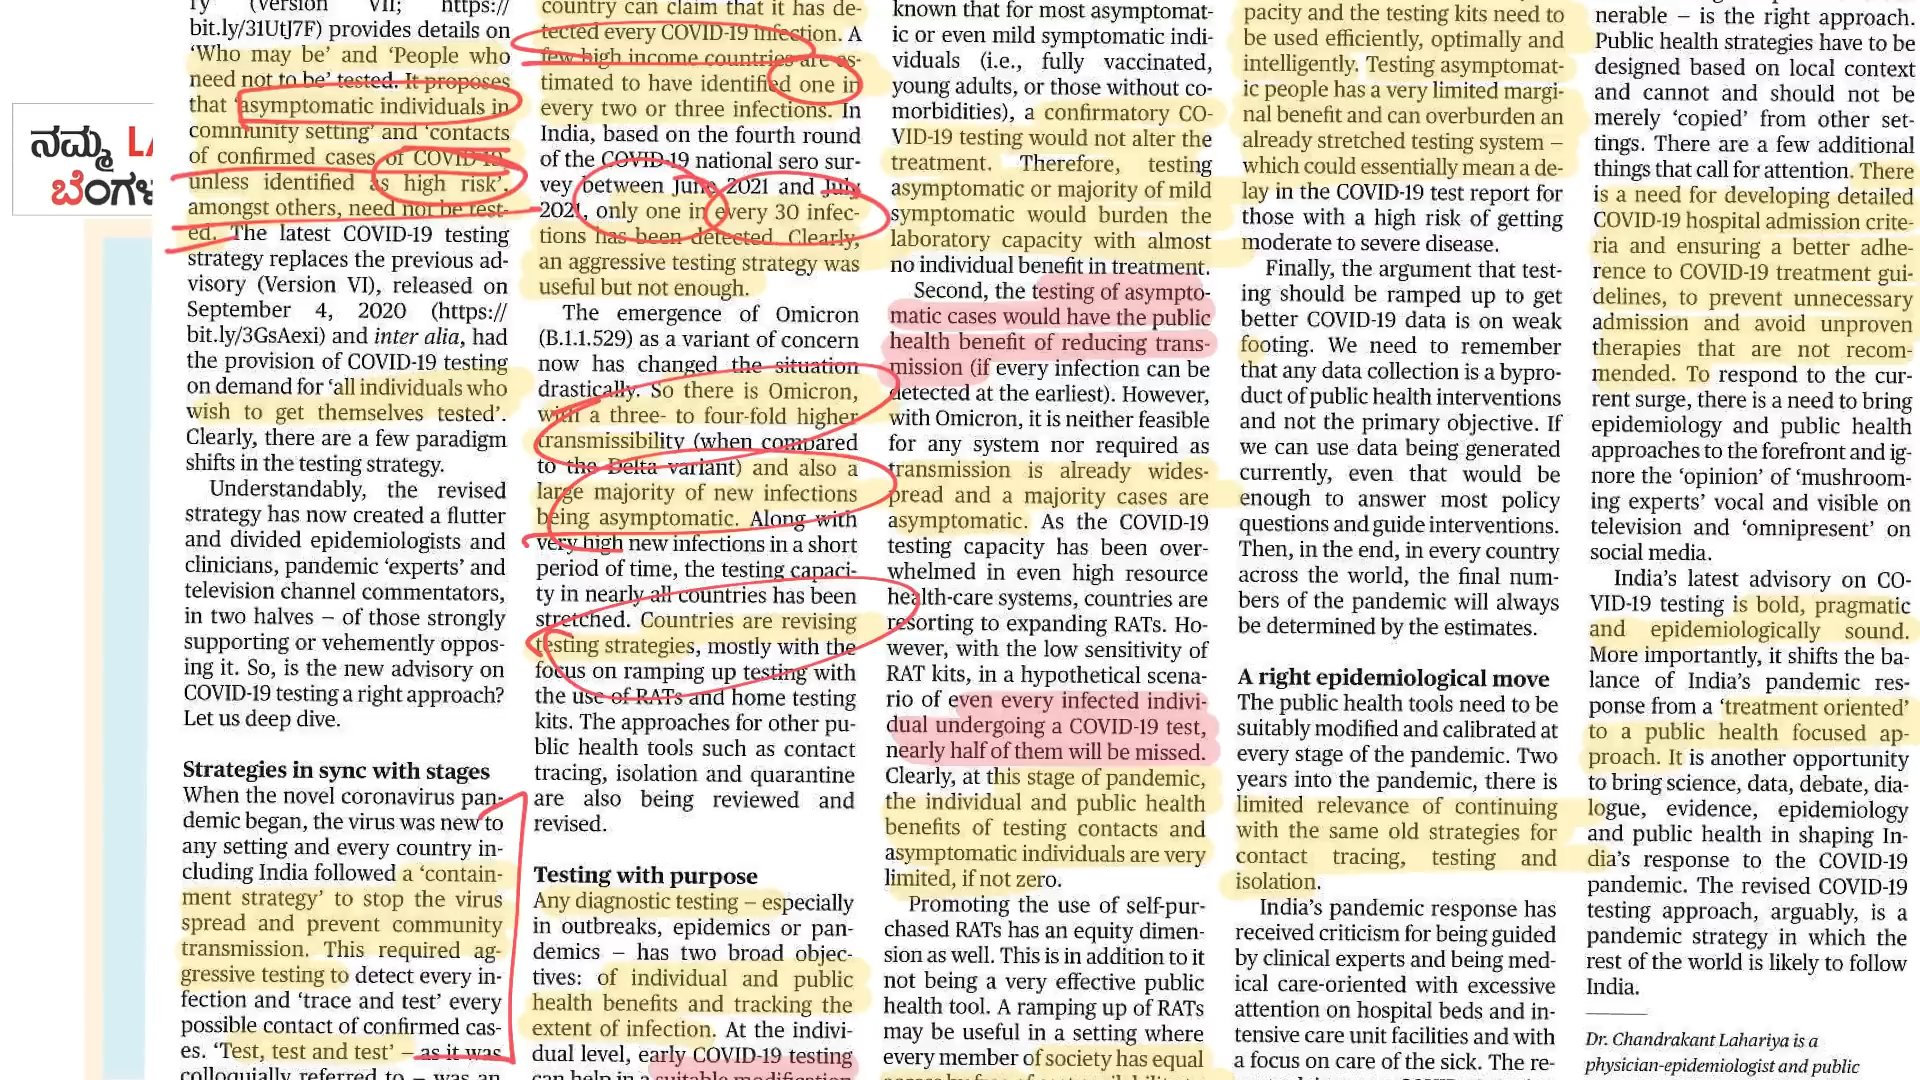 ನಮ್ಮ LA
ಬೆಂಗಳ
ry (Version VII; https://
bit.ly/31UtJ7F) provides details on
‘Who may be’ and ‘People who
need not to be’ tested. It proposes
that ‘asymptomatic individuals in
community setting’ and ‘contacts
of confirmed cases of COVID-19,
unless identified as high risk’,
amongst others, need not be test-
ed. The latest COVID-19 testing
strategy replaces the previous ad-
visory (Version VI), released on
September 4, 2020 (https://
bit.ly/3GsAexi) and inter alia, had
the provision of COVID-19 testing
on demand for ‘all individuals who
wish to get themselves tested’.
Clearly, there are a few paradigm
shifts in the testing strategy.
Understandably, the revised
strategy has now created a flutter
and divided epidemiologists and
clinicians, pandemic ‘experts’ and
television channel commentators,
in two halves – of those strongly
supporting or vehemently oppos-
ing it. So, is the new advisory on
COVID-19 testing a right approach?
Let us deep dive.
Strategies in sync with stages
When the novel coronavirus pan-
demic began, the virus was new to
any setting and every country in-
cluding India followed a ‘contain-
ment strategy’ to stop the virus
spread and prevent community
transmission. This required ag-
gressive testing to detect every in-
fection and ‘trace and test’ every
possible contact of confirmed cas-
es. ‘Test, test and test’ – as it was
colloquially referred to – was an
country can claim that it has de-
tected every COVID-19 infection. A
few high income countries are es-
timated to have identified one in
every two or three infections. In
India, based on the fourth round
of the COVID-19 national sero sur-
vey between June 2021 and July
2021, only one in every 30 infec-
tions has been detected. Clearly,
an aggressive testing strategy was
useful but not enough.
The emergence of Omicron
(B.1.1.529) as a variant of concern
now has changed the situation
drastically. So there is Omicron,
with a three- to four-fold higher
transmissibility (when compared
to the Delta variant) and also a
large majority of new infections
being asymptomatic. Along with
very high new infections in a short
period of time, the testing capaci-
ty in nearly all countries has been
stretched. Countries are revising
testing strategies, mostly with the
focus on ramping up testing with
the use of RATs and home testing
kits. The approaches for other pu-
blic health tools such as contact
tracing, isolation and quarantine
are also being reviewed and
revised.
Testing with purpose
Any diagnostic testing – especially
in outbreaks, epidemics or pan-
demics – has two broad objec-
tives: of individual and public
health benefits and tracking the
extent of infection. At the indivi-
dual level, early COVID-19 testing
can help in a suitable modification
known that for most asymptomat-
ic or even mild symptomatic indi-
viduals (i.e., fully vaccinated,
young adults, or those without co-
morbidities), a confirmatory CO-
VID-19 testing would not alter the
treatment. Therefore, testing
asymptomatic or majority of mild
symptomatic would burden the
laboratory capacity with almost
no individual benefit in treatment.
Second, the testing of asympto-
matic cases would have the public
health benefit of reducing trans-
mission (if every infection can be
detected at the earliest). However,
with Omicron, it is neither feasible
for any system nor required as
transmission is already wides-
pread and a majority cases are
asymptomatic. As the COVID-19
testing capacity has been over-
whelmed in even high resource
health-care systems, countries are
resorting to expanding RATs. Ho-
wever, with the low sensitivity of
RAT kits, in a hypothetical scena-
rio of even every infected indivi-
dual undergoing a COVID-19 test,
nearly half of them will be missed.
Clearly, at this stage of pandemic,
the individual and public health
benefits of testing contacts and
asymptomatic individuals are very
limited, if not zero.
Promoting the use of self-pur-
chased RATs has an equity dimen-
sion as well. This is in addition to it
not being a very effective public
health tool. A ramping up of RATs
may be useful in a setting where
every member of society has equal
pacity and the testing kits need to
be used efficiently, optimally and
intelligently. Testing asymptomat-
ic people has a very limited margi-
nal benefit and can overburden an
already stretched testing system –
which could essentially mean a de-
lay in the COVID-19 test report for
those with a high risk of getting
moderate to severe disease.
Finally, the argument that test-
ing should be ramped up to get
better COVID-19 data is on weak
footing. We need to remember
that any data collection is a bypro-
duct of public health interventions
and not the primary objective. If
we can use data being generated
currently, even that would be
enough to answer most policy
questions and guide interventions.
Then, in the end, in every country
across the world, the final num-
bers of the pandemic will always
be determined by the estimates.
A right epidemiological move
The public health tools need to be
suitably modified and calibrated at
every stage of the pandemic. Two
years into the pandemic, there is
limited relevance of continuing
with the same old strategies for
contact tracing, testing and
isolation.
India’s pandemic response has
received criticism for being guided
by clinical experts and being med-
ical care-oriented with excessive
attention on hospital beds and in-
tensive care unit facilities and with
a focus on care of the sick. The re-
nerable – is the right approach.
Public health strategies have to be
designed based on local context
and cannot and should not be
merely ‘copied’ from other set-
tings. There are a few additional
things that call for attention. There
is a need for developing detailed
COVID-19 hospital admission crite-
ria and ensuring a better adhe-
rence to COVID-19 treatment gui-
delines, to prevent unnecessary
admission and avoid unproven
therapies that are not recom-
mended. To respond to the cur-
rent surge, there is a need to bring
epidemiology and public health
approaches to the forefront and ig-
nore the ‘opinion’ of ‘mushroom-
ing experts’ vocal and visible on
television and ‘omnipresent’ on
social media.
India’s latest advisory on CO-
VID-19 testing is bold, pragmatic
and epidemiologically sound.
More importantly, it shifts the ba-
lance of India’s pandemic res-
ponse from a ‘treatment oriented’
to a public health focused ap-
proach. It is another opportunity
to bring science, data, debate, dia-
logue, evidence, epidemiology
and public health in shaping In-
dia’s response to the COVID-19
pandemic. The revised COVID-19
testing approach, arguably, is a
pandemic strategy in which the
rest of the world is likely to follow
India.
Dr. Chandrakant Lahariya is a
physician-epidemiologist and public